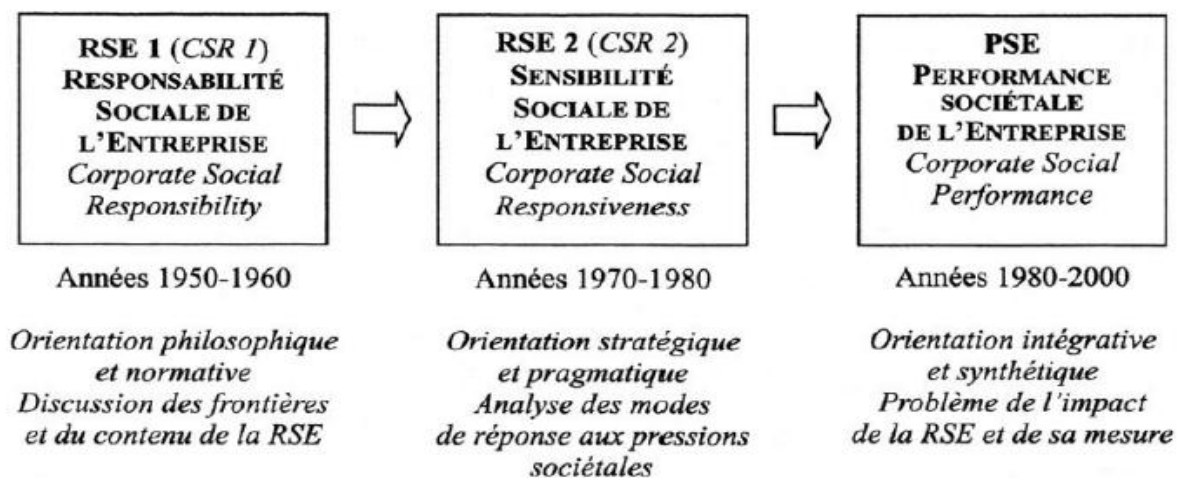 RSE 1 (CSR 1)
RESPONSABILITÉ
SOCIALE DE
L'ENTREPRISE
Corporate Social
Responsibility
Années 1950-1960
Orientation philosophique
et normative
Discussion des frontières
et du contenu de la RSE
RSE 2 (CSR 2)
SENSIBILITÉ
SOCIALE DE
L'ENTREPRISE
Corporate Social
Responsiveness
Années 1970-1980
Orientation stratégique
et pragmatique
Analyse des modes
de réponse aux pressions
sociétales
PSE
PERFORMANCE
SOCIÉTALE
DE L'ENTREPRISE
Corporate Social
Performance
Années 1980-2000
Orientation intégrative
et synthétique
Problème de l'impact
de la RSE et de sa mesure